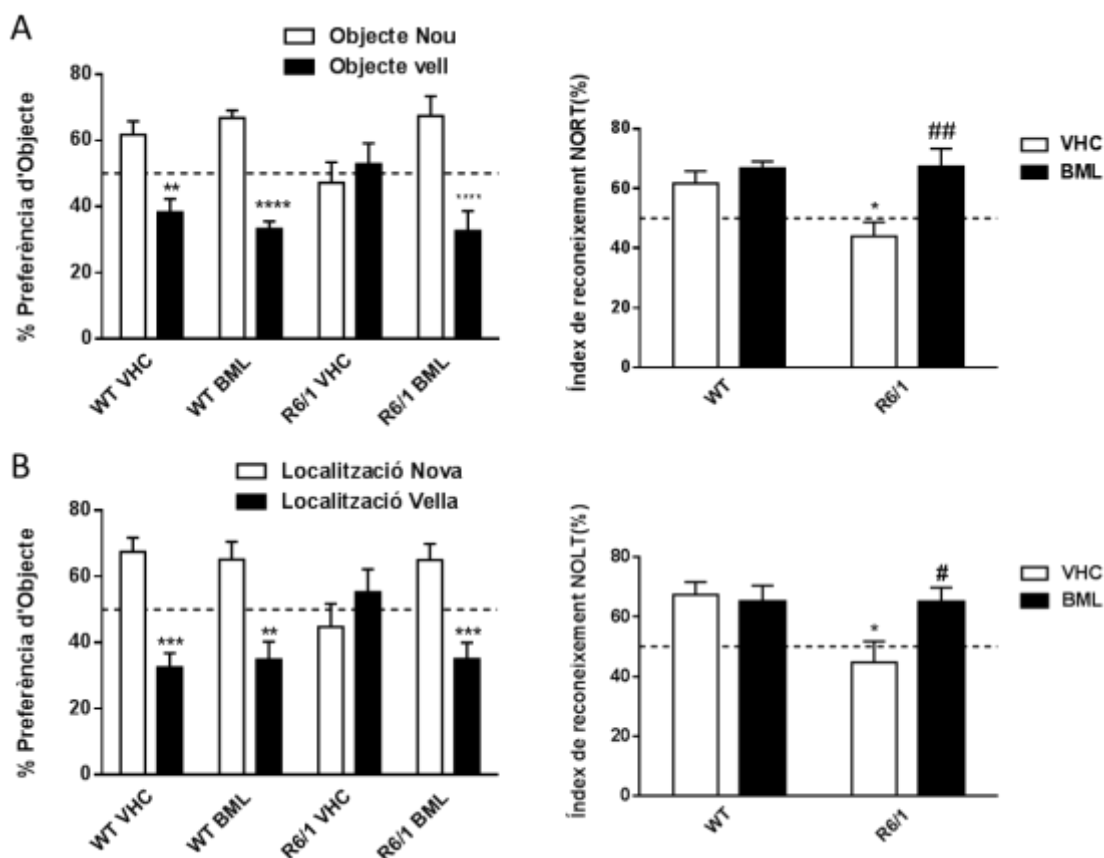 A
Objecte Nou
Objecte vell
% Preferència d'Objecte
80
60
40
20
0
**
****
****
WT VHC
WT BML
R6/1 VHC
R6/1 BML
Índex de reconeixement NORT(%)
80
60
40
20
0
*
##
WT
R6/1
VHC
BML
B
Localització Nova
Localització Vella
% Preferència d'Objecte
80
60
40
20
0
***
**
***
WT VHC
WT BML
R6/1 VHC
R6/1 BML
Índex de reconeixement NOLT(%)
80
60
40
20
0
*
#
WT
R6/1
VHC
BML